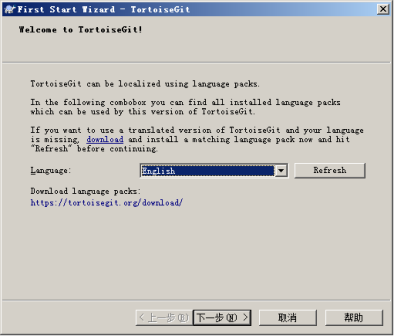 First Start Wizard - TortoiseGit
Welcome to TortoiseGit!
TortoiseGit can be localized using language packs.
In the following combobox you can find all installed language packs
which can be used by this version of TortoiseGit.
If you want to use a translated version of TortoiseGit and your language
is missing, download and install a matching language pack now and hit
"Refresh" before continuing.
Language: English Refresh
Download language packs:
https://tortoisegit.org/download/
< 上一步(B) 下一步(N) > 取消 帮助